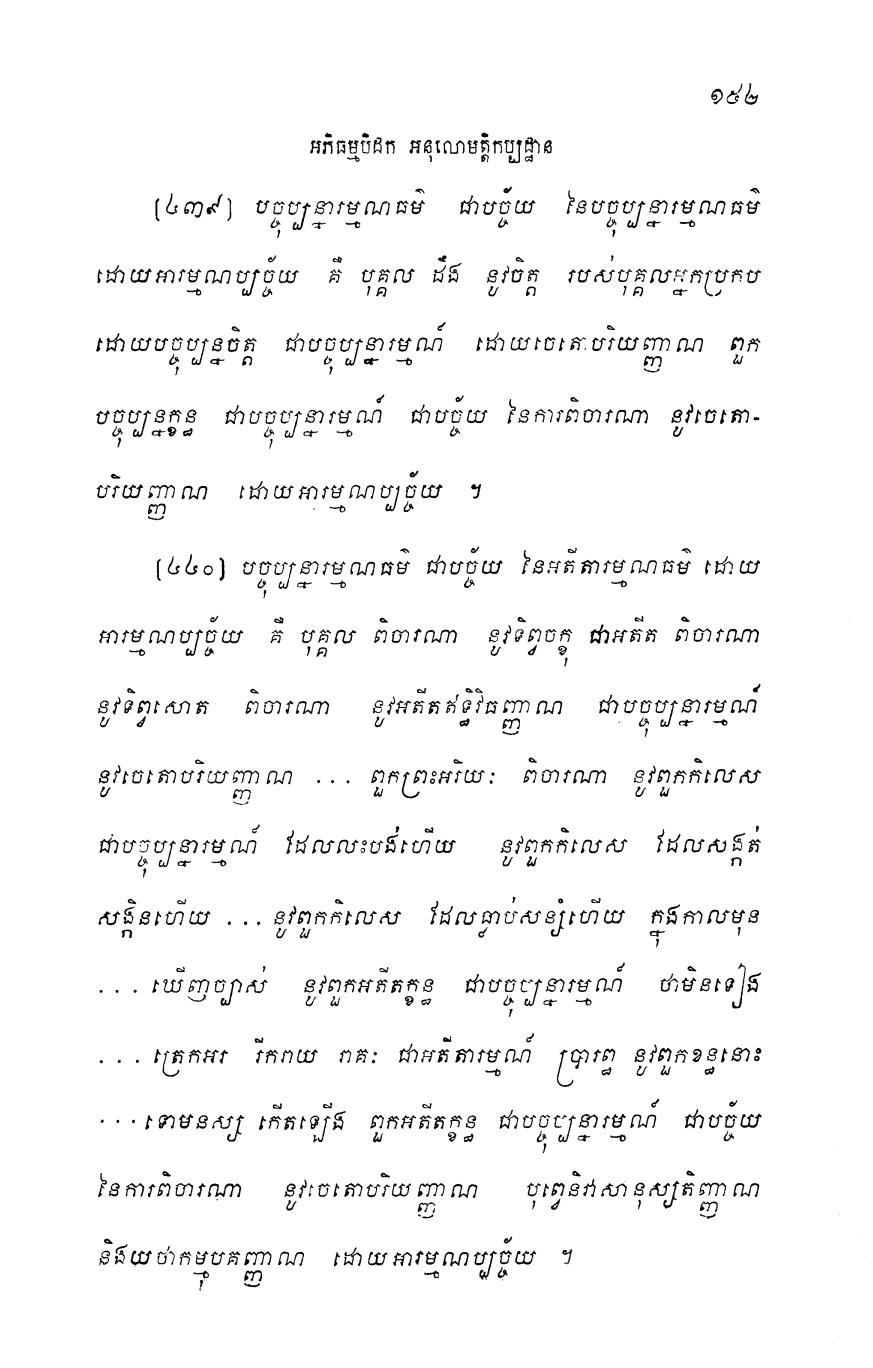 ១៥៤
អភិធម្មបិដក អនុលោមត្តិកប្បដ្ឋាន
(៤៣៩) បច្ចុប្បន្នារម្មណធម៌ ជាបច្ច័យ នៃបច្ចុប្បន្នារម្មណធម៌
ដោយអារម្មណប្បច្ច័យ គឺ បុគ្គល ដឹង នូវចិត្ត របស់បុគ្គលអ្នកប្រកប
ដោយបច្ចុប្បន្នចិត្ត ជាបច្ចុប្បន្នារម្មណ៍ ដោយចេតោបរិយញ្ញាណ ពួក
បច្ចុប្បន្នក្ខន្ធ ជាបច្ចុប្បន្នារម្មណ៍ ជាបច្ច័យ នៃការពិចារណា នូវចេតោ-
បរិយញ្ញាណ ដោយអារម្មណប្បច្ច័យ ។
(៤៤០) បច្ចុប្បន្នារម្មណធម៌ ជាបច្ច័យ នៃអតីតារម្មណធម៌ ដោយ
អារម្មណប្បច្ច័យ គឺ បុគ្គល ពិចារណា នូវទិព្វចក្ខុ ជាអតីត ពិចារណា
នូវទិព្វសោត ពិចារណា នូវអតីតឥទ្ធិវិធញ្ញាណ ជាបច្ចុប្បន្នារម្មណ៍
នូវចេតោបរិយញ្ញាណ ... ពួកព្រះអរិយៈ ពិចារណា នូវពួកកិលេស
ជាបច្ចុប្បន្នារម្មណ៍ ដែលលះបង់ហើយ នូវពួកកិលេស ដែលសង្កត់
សង្កិនហើយ ... នូវពួកកិលេស ដែលធ្លាប់សន្សំហើយ ក្នុងកាលមុន
... ឃើញច្បាស់ នូវពួកអតីតក្ខន្ធ ជាបច្ចុប្បន្នារម្មណ៍ ថាមិនទៀង
... ត្រេកអរ រីករាយ រាគៈ ជាអតីតារម្មណ៍ ប្រារព្ធ នូវពួកខន្ធនោះ
... ទោមនស្ស កើតឡើង ពួកអតីតក្ខន្ធ ជាបច្ចុប្បន្នារម្មណ៍ ជាបច្ច័យ
នៃការពិចារណា នូវចេតោបរិយញ្ញាណ បុព្វេនិវាសានុស្សតិញ្ញាណ
និងយថាកម្មុបគញ្ញាណ ដោយអារម្មណប្បច្ច័យ ។